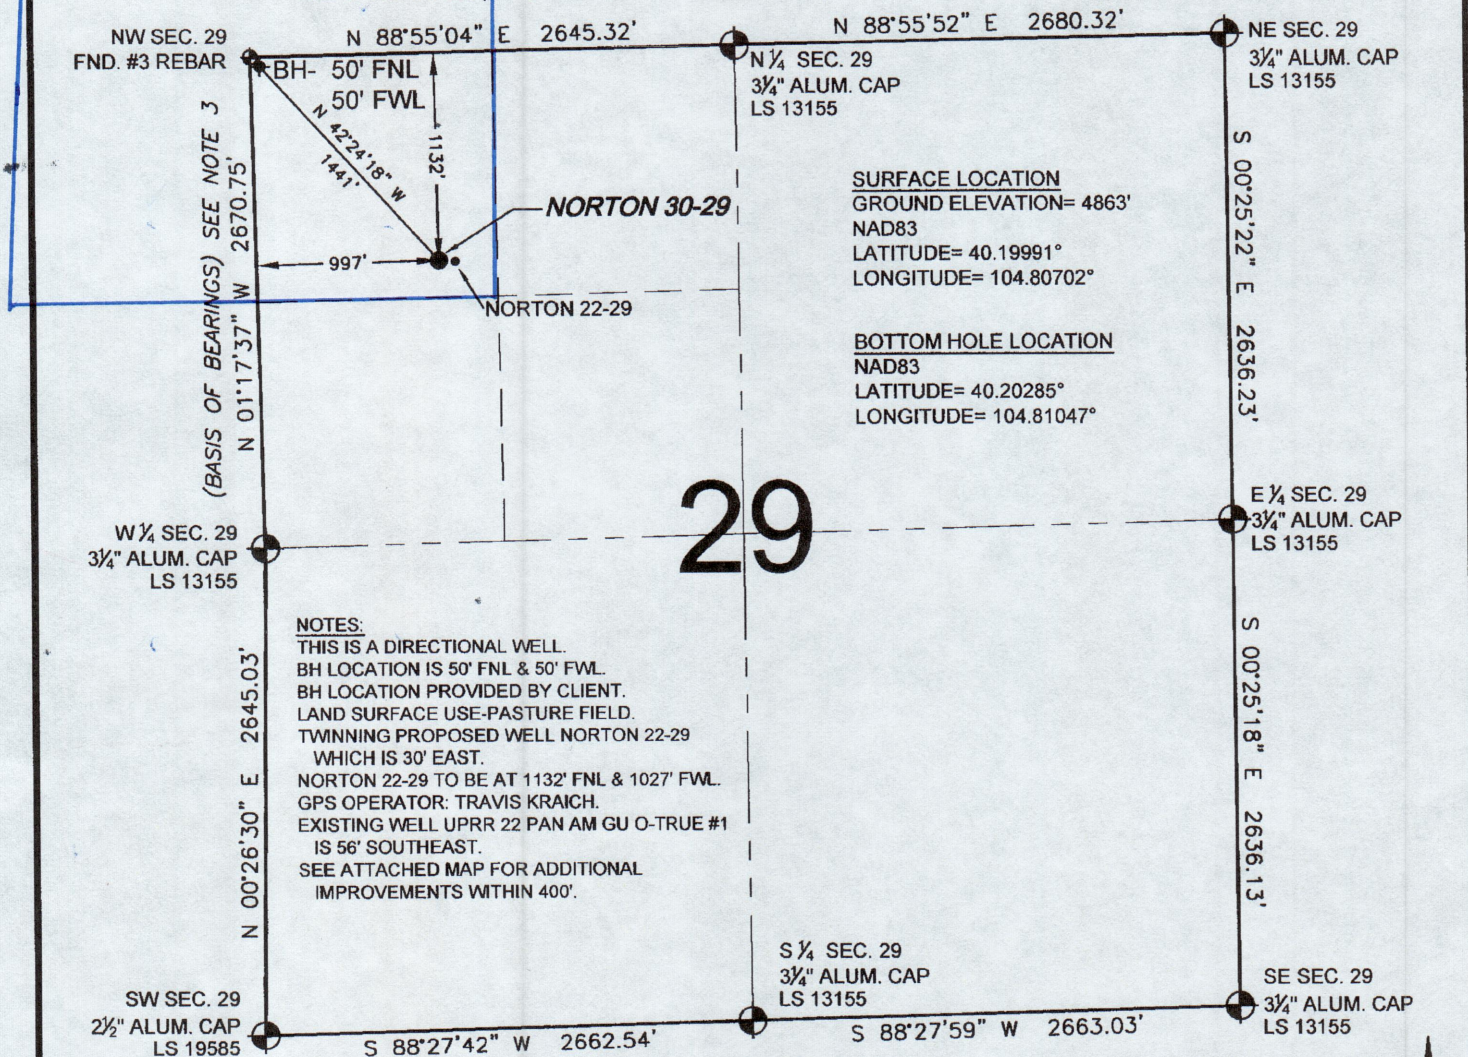 NW SEC. 29
FND. #3 REBAR
N 88°55'04" E 2645.32'
N 88°55'52" E 2680.32'
NE SEC. 29
3¼" ALUM. CAP
LS 13155
N ¼ SEC. 29
3¼" ALUM. CAP
LS 13155
BH- 50' FNL
50' FWL
N 42°24'18" W
1441'
1132'
997'
NORTON 30-29
NORTON 22-29
(BASIS OF BEARINGS) SEE NOTE 3
N 01°17'37" W 2670.75'
SURFACE LOCATION
GROUND ELEVATION= 4863'
NAD83
LATITUDE= 40.19991°
LONGITUDE= 104.80702°
BOTTOM HOLE LOCATION
NAD83
LATITUDE= 40.20285°
LONGITUDE= 104.81047°
S 00°25'22" E 2636.23'
29
W ¼ SEC. 29
3¼" ALUM. CAP
LS 13155
E ¼ SEC. 29
3¼" ALUM. CAP
LS 13155
NOTES:
THIS IS A DIRECTIONAL WELL.
BH LOCATION IS 50' FNL & 50' FWL.
BH LOCATION PROVIDED BY CLIENT.
LAND SURFACE USE-PASTURE FIELD.
TWINNING PROPOSED WELL NORTON 22-29
WHICH IS 30' EAST.
NORTON 22-29 TO BE AT 1132' FNL & 1027' FWL.
GPS OPERATOR: TRAVIS KRAICH.
EXISTING WELL UPRR 22 PAN AM GU O-TRUE #1
IS 56' SOUTHEAST.
SEE ATTACHED MAP FOR ADDITIONAL
IMPROVEMENTS WITHIN 400'.
N 00°26'30" E 2645.03'
S 00°25'18" E 2636.13'
S ¼ SEC. 29
3¼" ALUM. CAP
LS 13155
SW SEC. 29
2½" ALUM. CAP
LS 19585
SE SEC. 29
3¼" ALUM. CAP
LS 13155
S 88°27'42" W 2662.54'
S 88°27'59" W 2663.03'